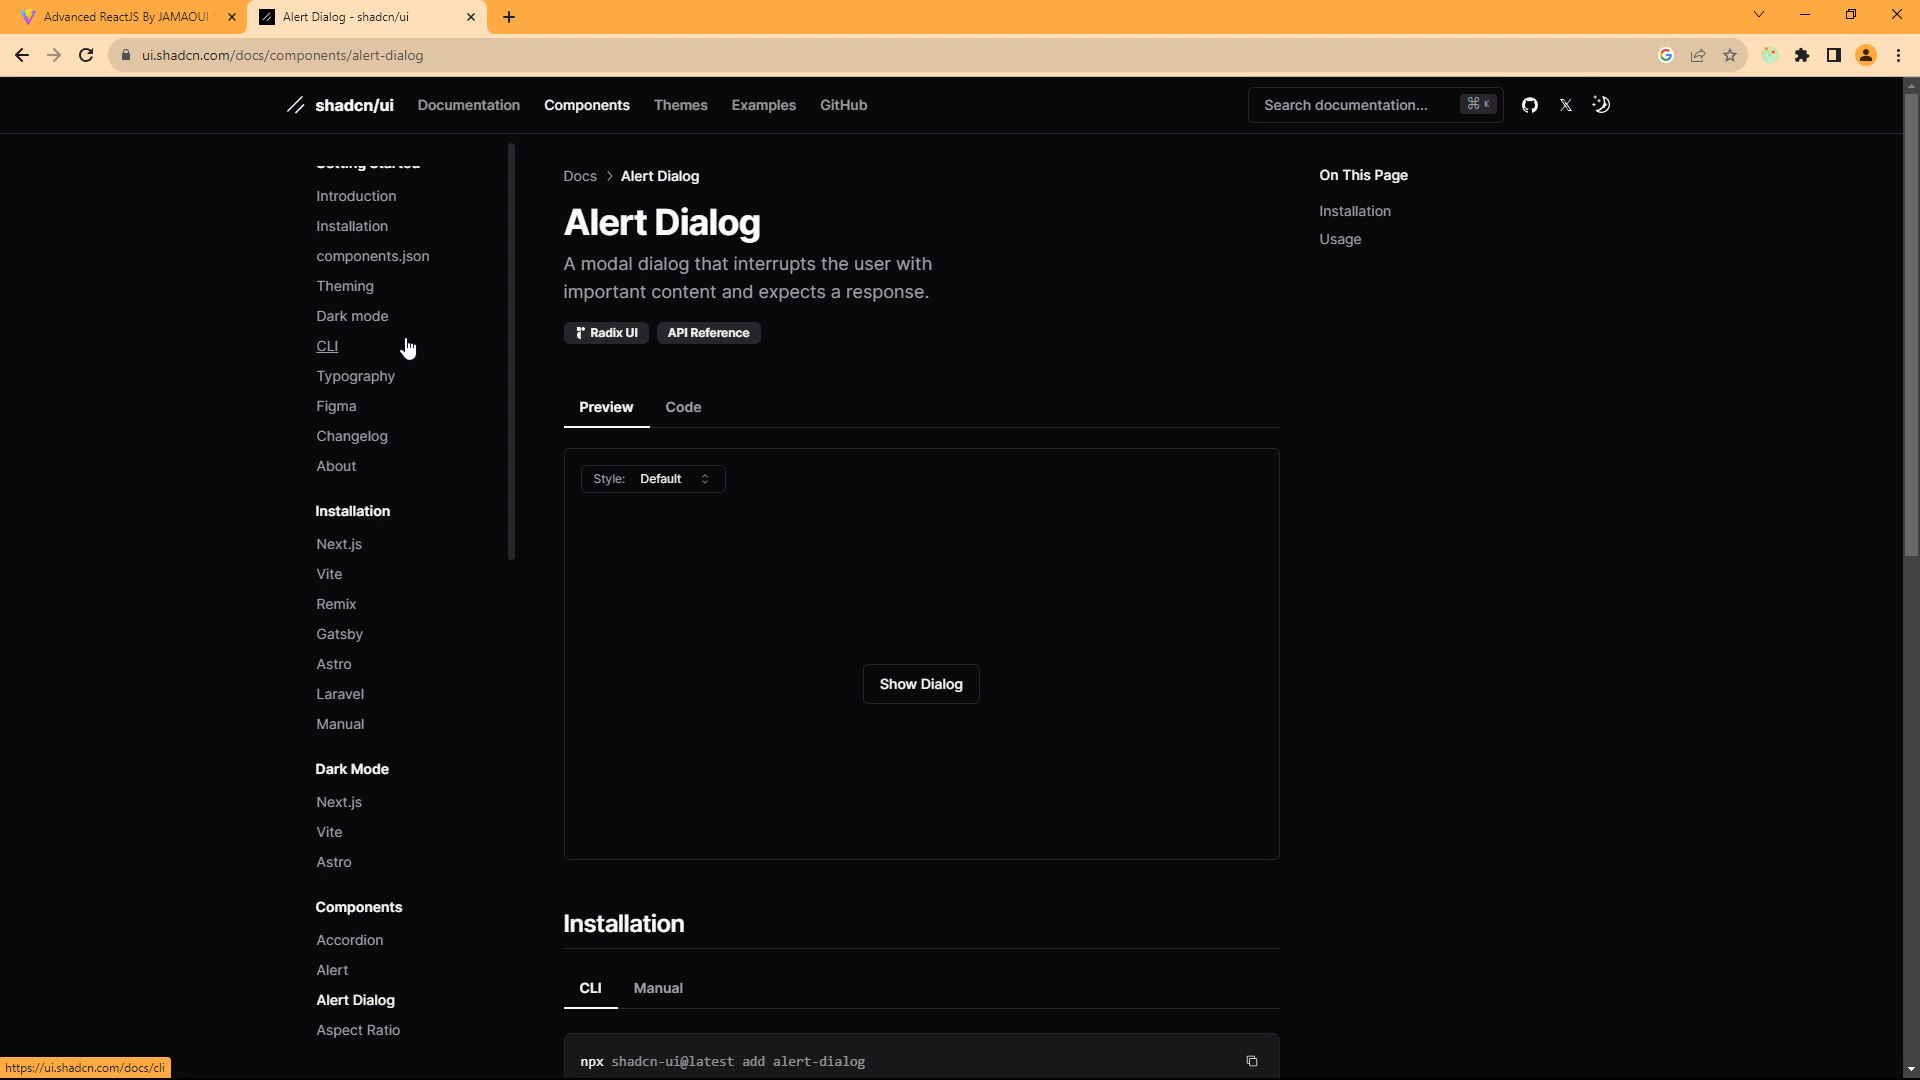 Advanced ReactJS By JAMAOUI
Alert Dialog - shadcn/ui
ui.shadcn.com/docs/components/alert-dialog
shadcn/ui
Documentation
Components
Themes
Examples
GitHub
Search documentation...
⌘ K
Getting Started
Introduction
Installation
components.json
Theming
Dark mode
CLI
Typography
Figma
Changelog
About
Installation
Next.js
Vite
Remix
Gatsby
Astro
Laravel
Manual
Dark Mode
Next.js
Vite
Astro
Components
Accordion
Alert
Alert Dialog
Aspect Ratio
Docs > Alert Dialog
Alert Dialog
A modal dialog that interrupts the user with
important content and expects a response.
Radix UI
API Reference
Preview
Code
Style: Default
Show Dialog
Installation
CLI
Manual
npx shadcn-ui@latest add alert-dialog
On This Page
Installation
Usage
https://ui.shadcn.com/docs/cli